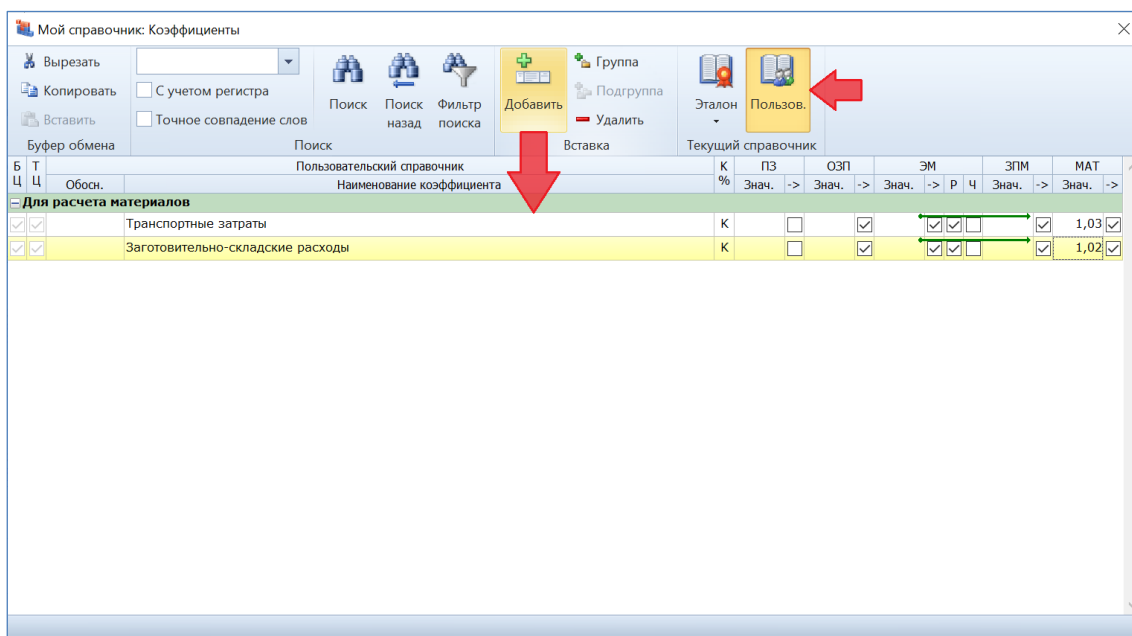 Мой справочник: Коэффициенты
Вырезать
Копировать
Вставить
Буфер обмена
С учетом регистра
Точное совпадение слов
Поиск
Поиск назад
Фильтр поиска
Поиск
Добавить
Группа
Подгруппа
Удалить
Вставка
Эталон
Пользов.
Текущий справочник
Б Ц
Т Ц
Пользовательский справочник
К %
ПЗ
ОЗП
ЭМ
ЗПМ
МАТ
Обосн.
Наименование коэффициента
Знач. -> Знач. -> Знач. -> Р Ч Знач. -> Знач. ->
Для расчета материалов
Транспортные затраты К 1,03
Заготовительно-складские расходы К 1,02